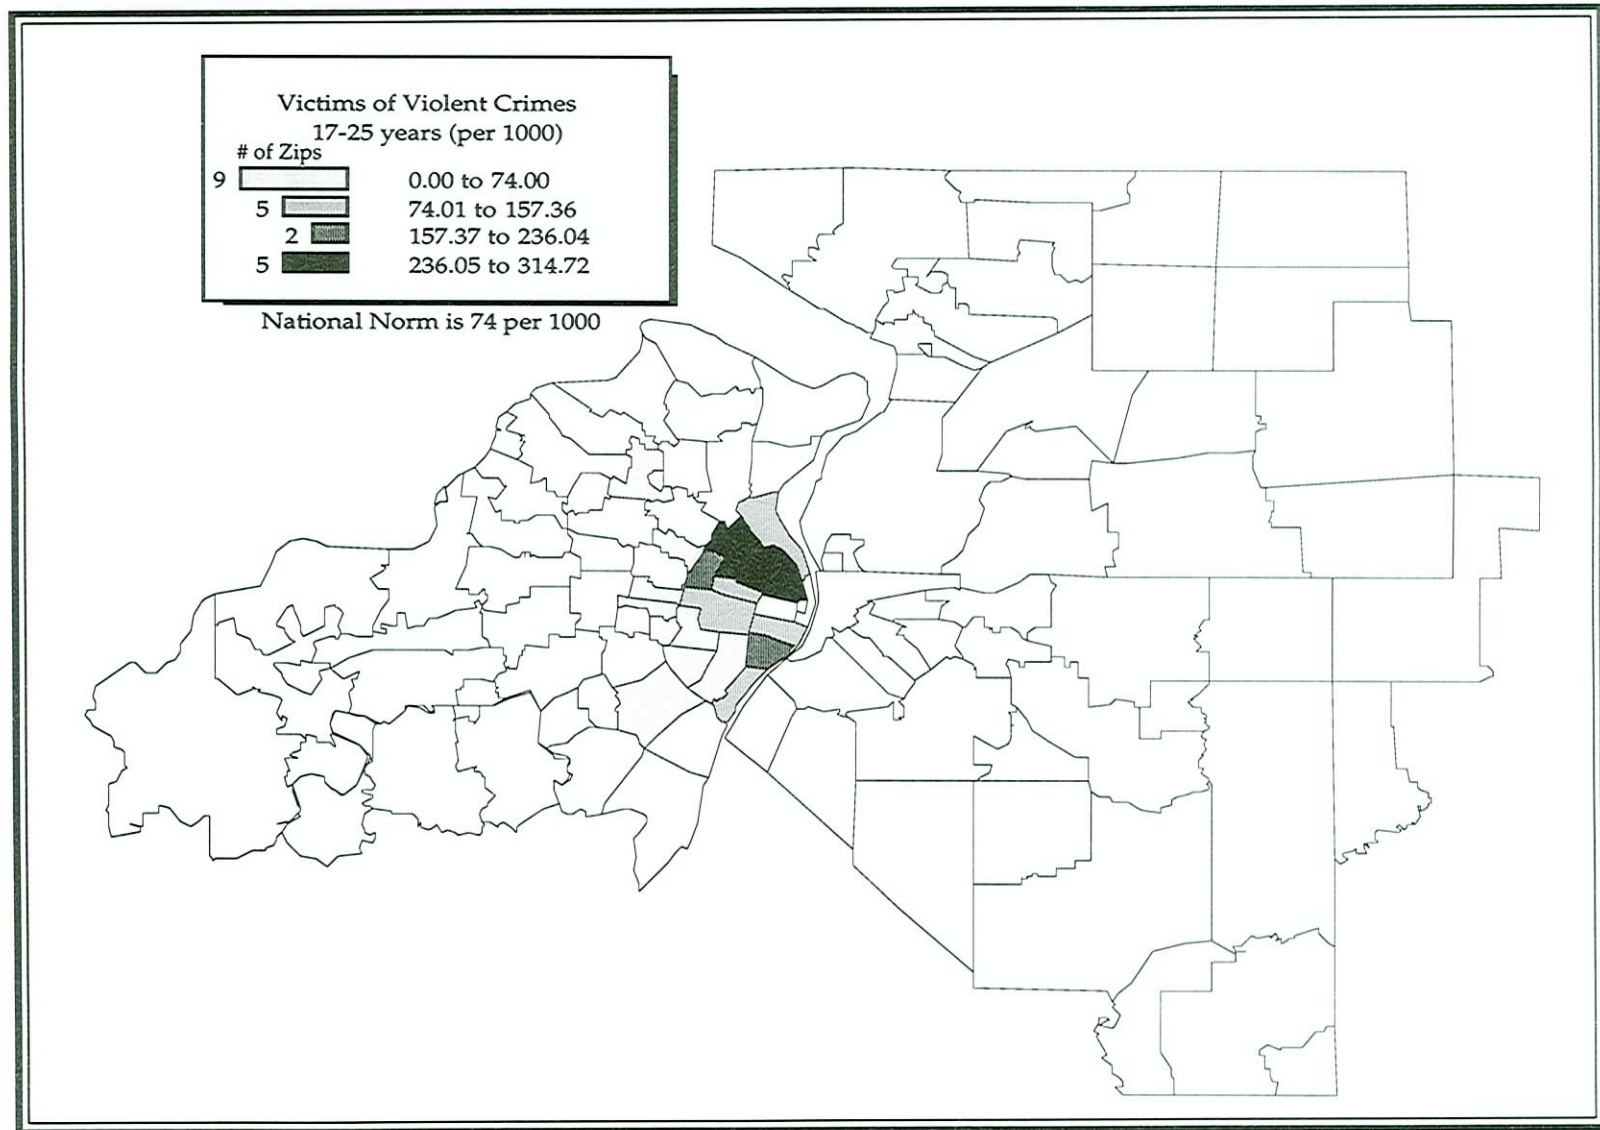 Victims of Violent Crimes
17-25 years (per 1000)
# of Zips
9 0.00 to 74.00
5 74.01 to 157.36
2 157.37 to 236.04
5 236.05 to 314.72
National Norm is 74 per 1000